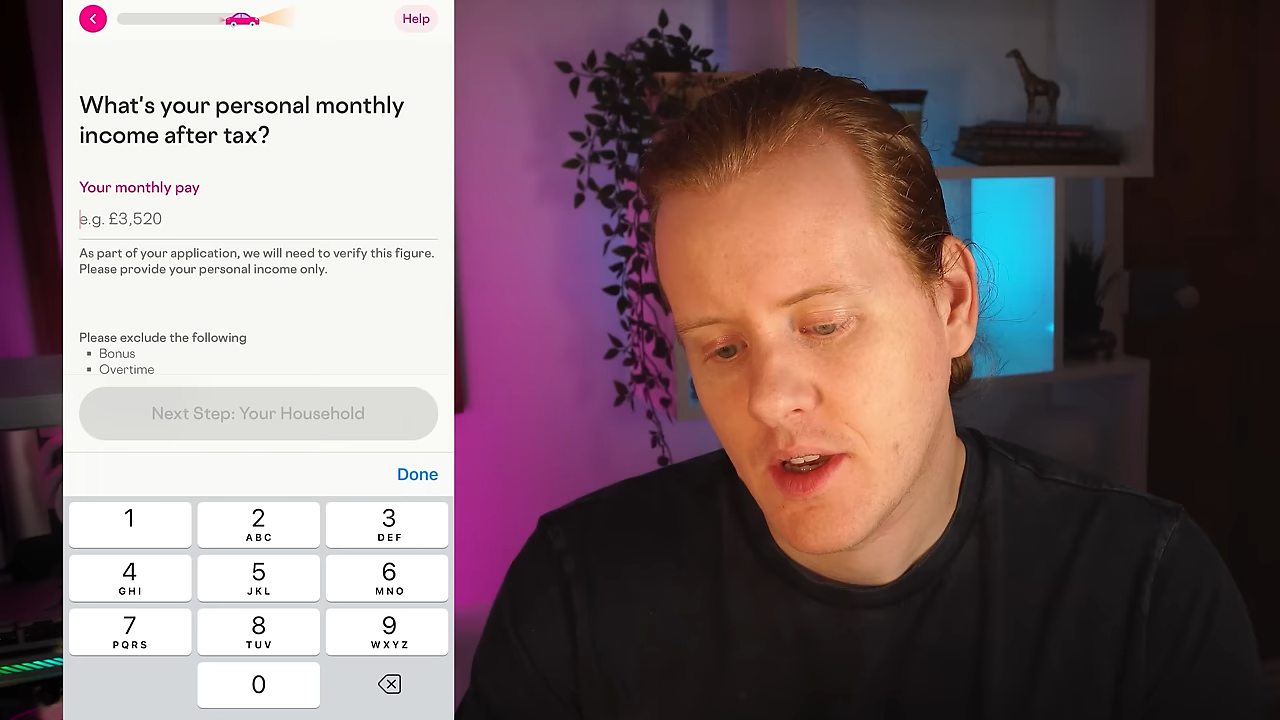 Help
What's your personal monthly
income after tax?
Your monthly pay
e.g. £3,520
As part of your application, we will need to verify this figure.
Please provide your personal income only.
Please exclude the following
Bonus
Overtime
Next Step: Your Household
Done
1
2
3
ABC
DEF
4
5
6
GHI
JKL
MNO
7
8
9
PQRS
TUV
WXYZ
0